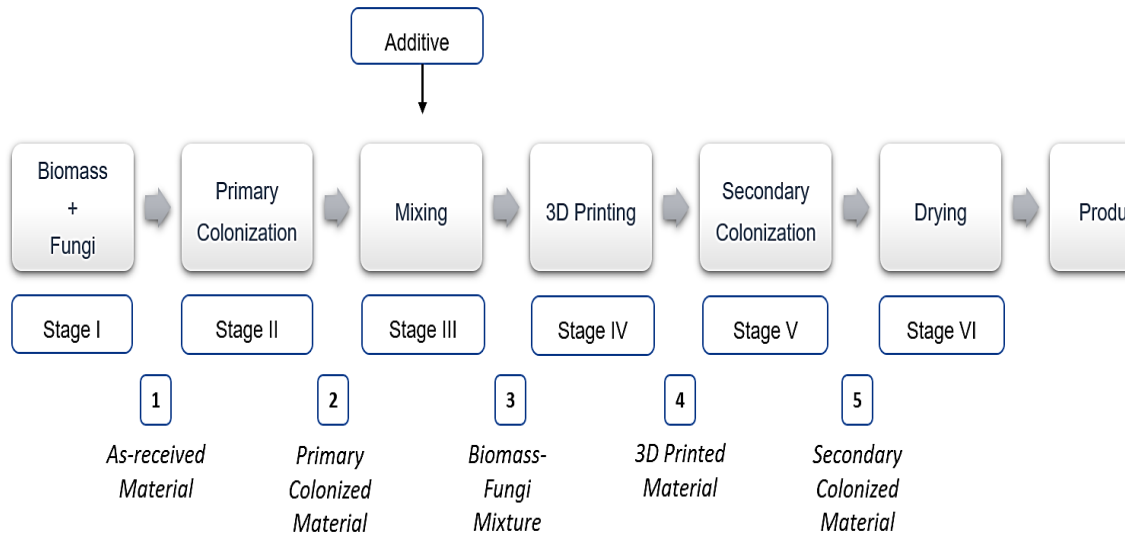 Additive
Biomass
+
Fungi
Primary
Colonization
Mixing
3D Printing
Secondary
Colonization
Drying
Produ
Stage I
Stage II
Stage III
Stage IV
Stage V
Stage VI
1
2
3
4
5
As-received
Material
Primary
Colonized
Material
Biomass-
Fungi
Mixture
3D Printed
Material
Secondary
Colonized
Material